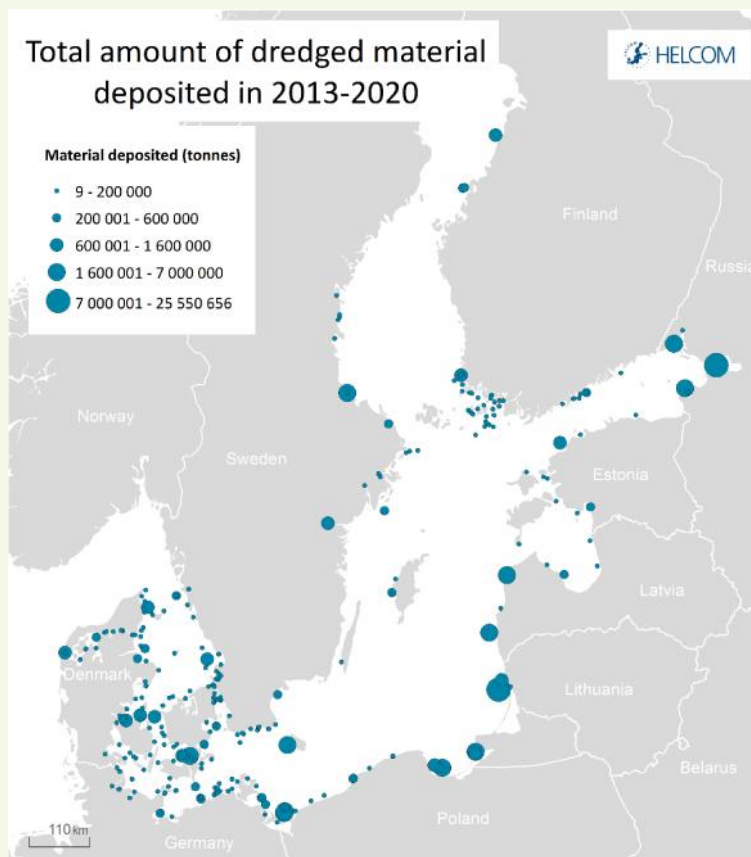 Total amount of dredged material
deposited in 2013-2020
HELCOM
Material deposited (tonnes)
9 - 200 000
200 001 - 600 000
600 001 - 1 600 000
1 600 001 - 7 000 000
7 000 001 - 25 550 656
Finland
Russia
Norway
Sweden
Estonia
Latvia
Denmark
Lithuania
Belarus
Poland
110 km
Germany